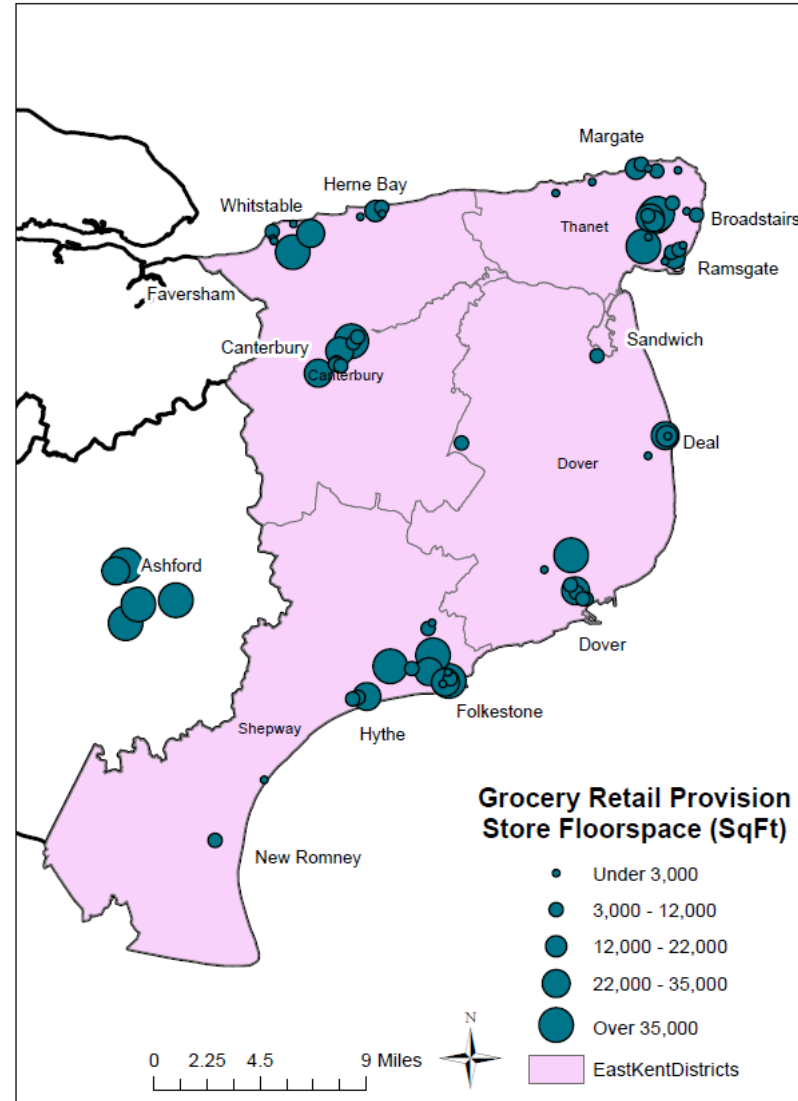 Margate
Herne Bay
Whitstable
Thanet
Broadstairs
Ramsgate
Faversham
Sandwich
Canterbury
Canterbury
Deal
Dover
Ashford
Dover
Folkestone
Shepway
Hythe
New Romney
Grocery Retail Provision
Store Floorspace (SqFt)
Under 3,000
3,000 - 12,000
12,000 - 22,000
22,000 - 35,000
Over 35,000
EastKentDistricts
N
0 2.25 4.5 9 Miles